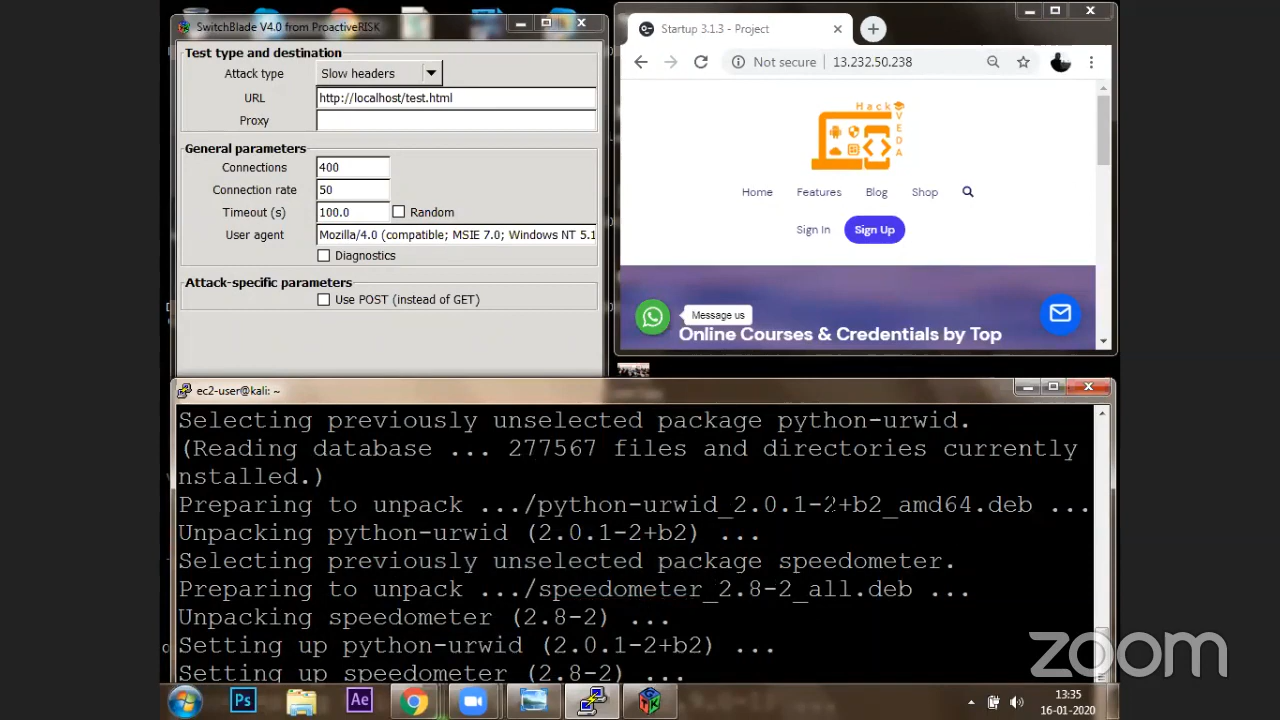 SwitchBlade V4.0 from ProactiveRISK
Test type and destination
Attack type
Slow headers
URL
http://localhost/test.html
Proxy
General parameters
Connections
400
Connection rate
50
Timeout (s)
100.0
Random
User agent
Mozilla/4.0 (compatible; MSIE 7.0; Windows NT 5.1
Diagnostics
Attack-specific parameters
Use POST (instead of GET)
Startup 3.1.3 - Project
Not secure
13.232.50.238
Hack
VEDA
Home
Features
Blog
Shop
Sign In
Sign Up
Message us
Online Courses & Credentials by Top
ec2-user@kali: ~
Selecting previously unselected package python-urwid.
(Reading database ... 277567 files and directories currently
nstalled.)
Preparing to unpack .../python-urwid_2.0.1-2+b2_amd64.deb ...
Unpacking python-urwid (2.0.1-2+b2) ...
Selecting previously unselected package speedometer.
Preparing to unpack .../speedometer_2.8-2_all.deb ...
Unpacking speedometer (2.8-2) ...
Setting up python-urwid (2.0.1-2+b2) ...
Setting up speedometer (2.8-2) ...
zoom
Ps
Ae
GTK
13:35
16-01-2020